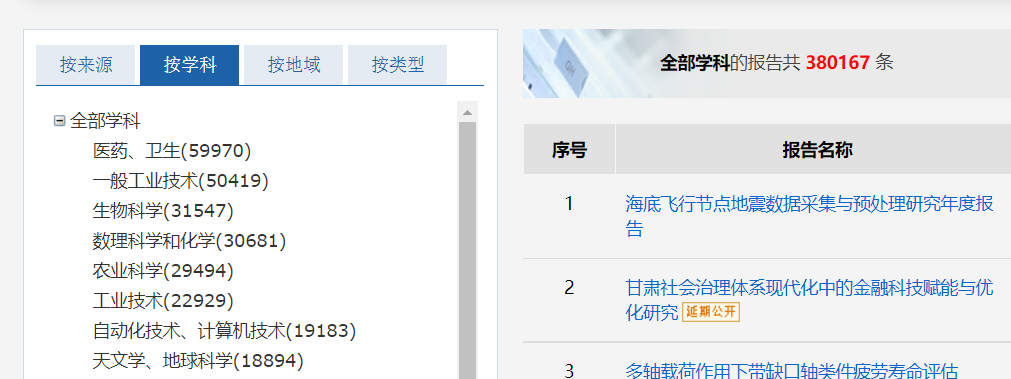 按来源 按学科 按地域 按类型
全部学科
医药、卫生(59970)
一般工业技术(50419)
生物科学(31547)
数理科学和化学(30681)
农业科学(29494)
工业技术(22929)
自动化技术、计算机技术(19183)
天文学、地球科学(18894)
全部学科的报告共 380167 条
序号 报告名称
1 海底飞行节点地震数据采集与预处理研究年度报
告
2 甘肃社会治理体系现代化中的金融科技赋能与优
化研究 延期公开
3 多轴载荷作用下带缺口轴类件疲劳寿命评估